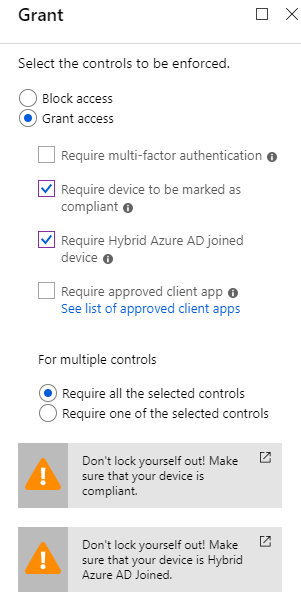 Grant
Select the controls to be enforced.
Block access
Grant access
Require multi-factor authentication
Require device to be marked as
compliant
Require Hybrid Azure AD joined
device
Require approved client app
See list of approved client apps
For multiple controls
Require all the selected controls
Require one of the selected controls
Don't lock yourself out! Make
sure that your device is
compliant.
Don't lock yourself out! Make
sure that your device is Hybrid
Azure AD Joined.